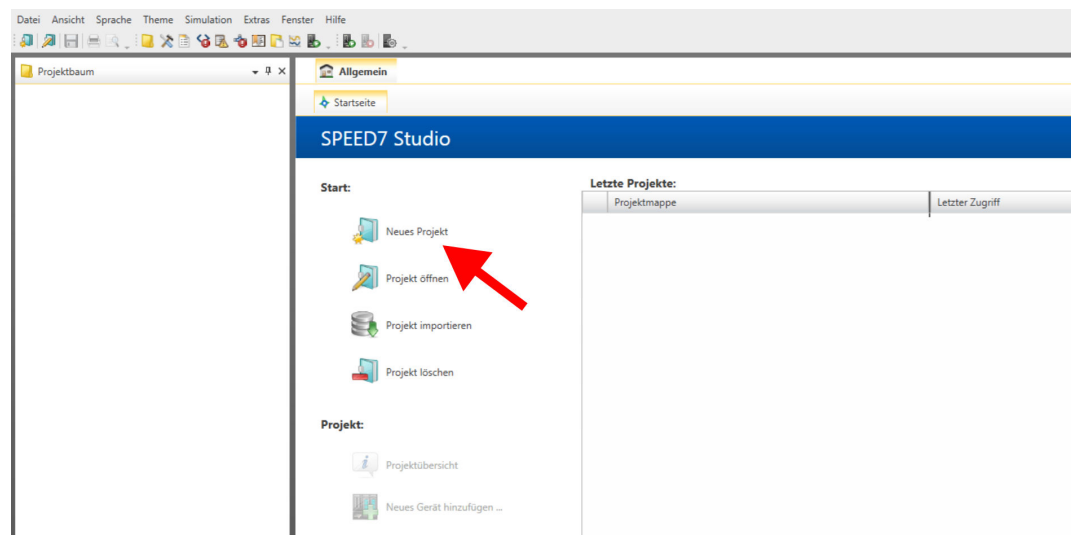 Datei Ansicht Sprache Theme Simulation Extras Fenster Hilfe
Projektbaum
Allgemein
Startseite
SPEED7 Studio
Start:
Neues Projekt
Projekt öffnen
Projekt importieren
Projekt löschen
Projekt:
Projektübersicht
Neues Gerät hinzufügen ...
Letzte Projekte:
Projektmappe Letzter Zugriff